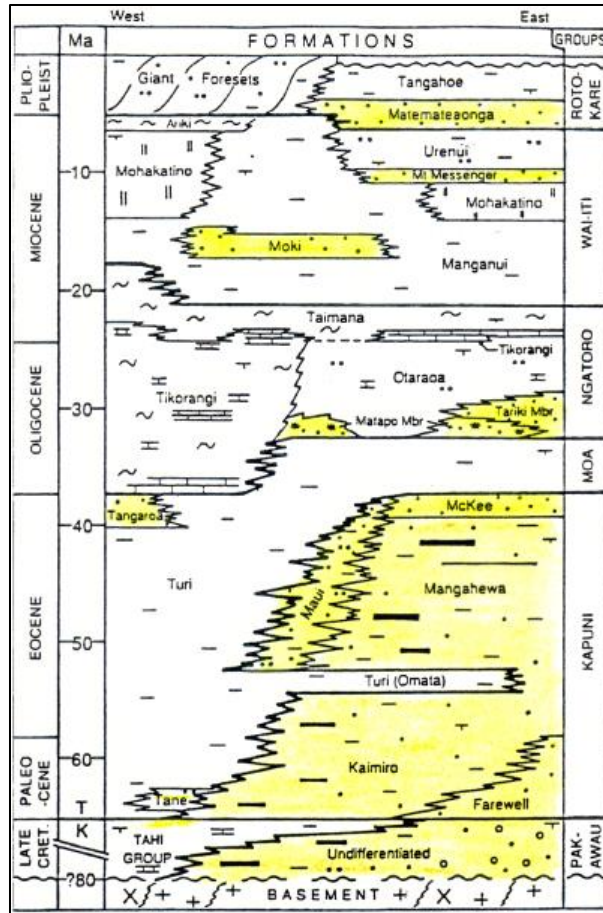 West East
Ma FORMATIONS GROUPS
PLIO-
PLEIST
MIOCENE
OLIGOCENE
EOCENE
PALEO
-CENE
LATE
CRET.
10
20
30
40
50
60
T
K
?80
Giant Foresets
Tangahoe
Matemateaonga
Ariki
Urenui
Mohakatino
Mt Messenger
Mohakatino
Moki
Manganui
Taimana
Tikorangi
Otaraoa
Tikorangi
Matapo Mbr
Tariki Mbr
McKee
Tangaroa
Mangahewa
Turi
Maui
Turi (Omata)
Kaimiro
Tane
Farewell
TAHI
GROUP
Undifferentiated
BASEMENT
ROTO-
KARE
WAI-ITI
NGATORO
MOA
KAPUNI
PAK-
AWAU